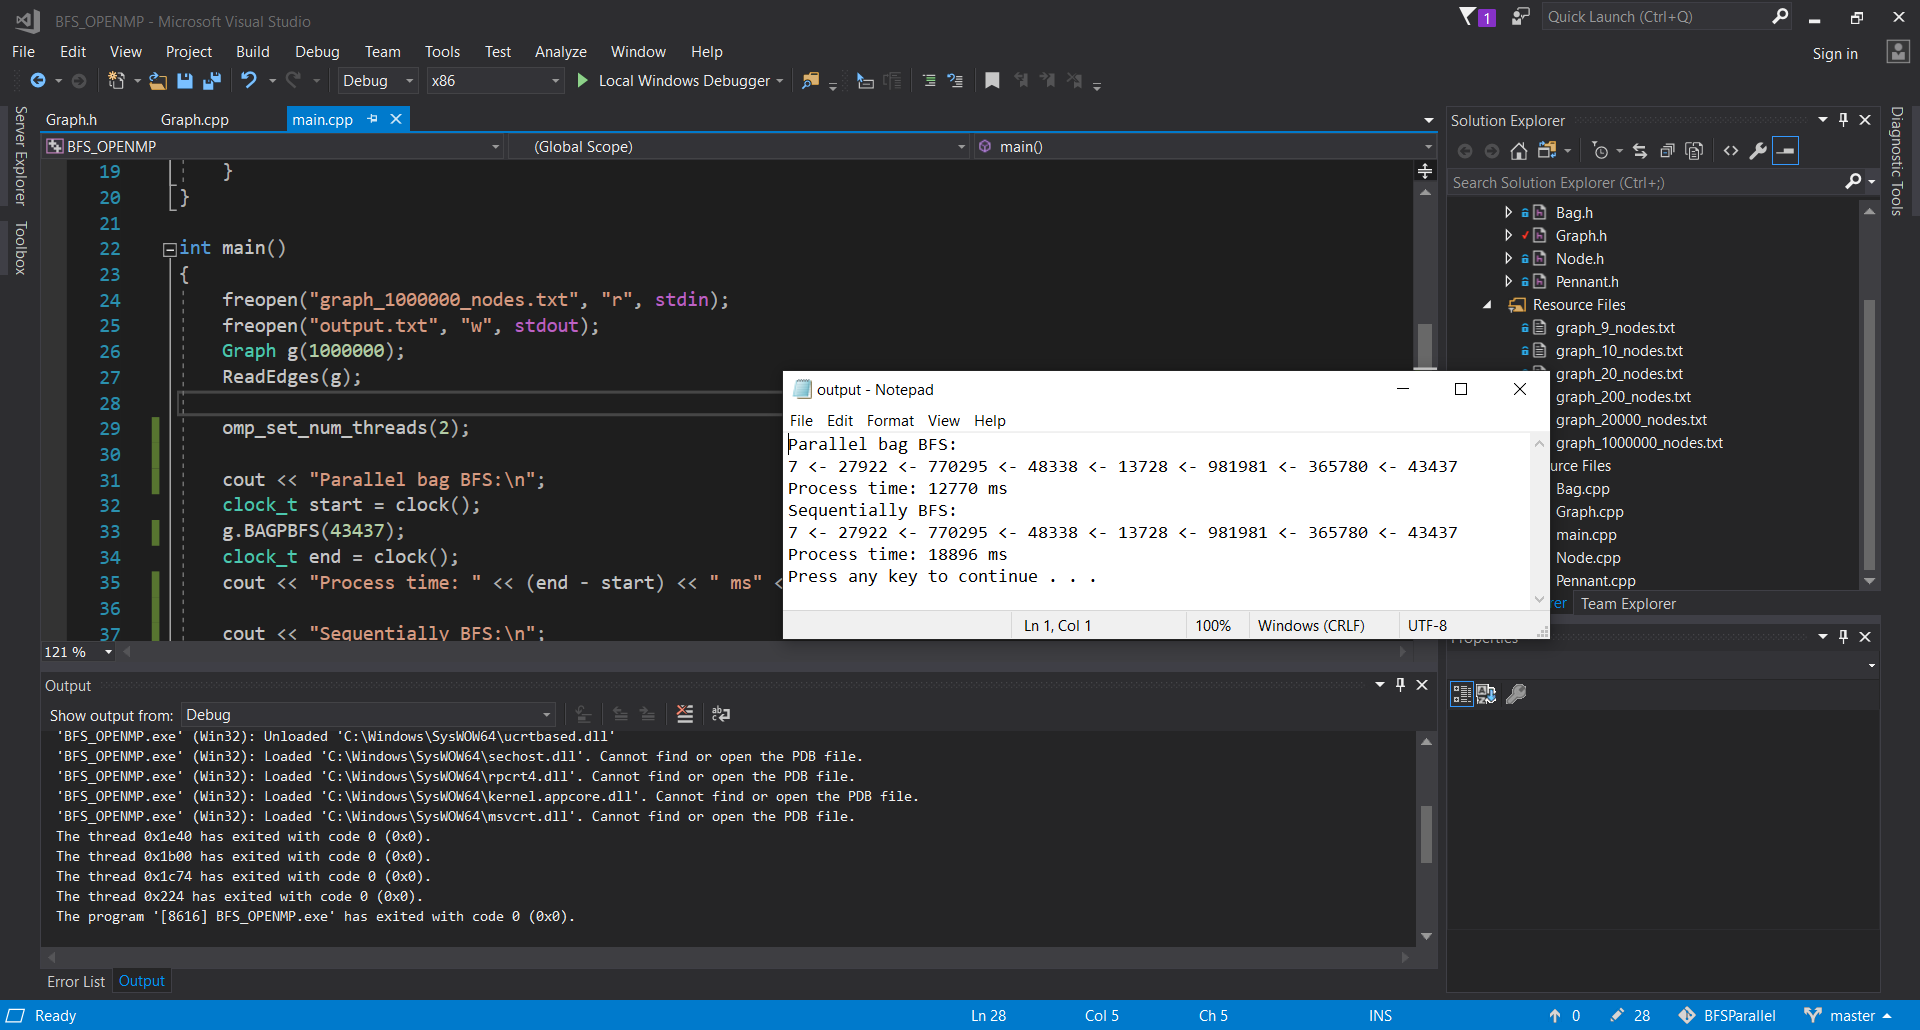 BFS_OPENMP - Microsoft Visual Studio
1
Quick Launch (Ctrl+Q)
File Edit View Project Build Debug Team Tools Test Analyze Window Help
Sign in
Debug x86 Local Windows Debugger
Server Explorer
Toolbox
Graph.h Graph.cpp main.cpp
BFS_OPENMP (Global Scope) main()
19 }
20 }
21
22 int main()
23 {
24 freopen("graph_1000000_nodes.txt", "r", stdin);
25 freopen("output.txt", "w", stdout);
26 Graph g(1000000);
27 ReadEdges(g);
28
29 omp_set_num_threads(2);
30
31 cout << "Parallel bag BFS:\n";
32 clock_t start = clock();
33 g.BAGPBFS(43437);
34 clock_t end = clock();
35 cout << "Process time: " << (end - start) << " ms" <
36
37 cout << "Sequentially BFS:\n";
121 %
output - Notepad
File Edit Format View Help
Parallel bag BFS:
7 <- 27922 <- 770295 <- 48338 <- 13728 <- 981981 <- 365780 <- 43437
Process time: 12770 ms
Sequentially BFS:
7 <- 27922 <- 770295 <- 48338 <- 13728 <- 981981 <- 365780 <- 43437
Process time: 18896 ms
Press any key to continue . . .
Ln 1, Col 1 100% Windows (CRLF) UTF-8
Solution Explorer
Search Solution Explorer (Ctrl+;)
Bag.h
Graph.h
Node.h
Pennant.h
Resource Files
graph_9_nodes.txt
graph_10_nodes.txt
graph_20_nodes.txt
graph_200_nodes.txt
graph_20000_nodes.txt
graph_1000000_nodes.txt
urce Files
Bag.cpp
Graph.cpp
main.cpp
Node.cpp
Pennant.cpp
rer Team Explorer
Properties
Diagnostic Tools
Output
Show output from: Debug
'BFS_OPENMP.exe' (Win32): Unloaded 'C:\Windows\SysWOW64\ucrtbased.dll'
'BFS_OPENMP.exe' (Win32): Loaded 'C:\Windows\SysWOW64\sechost.dll'. Cannot find or open the PDB file.
'BFS_OPENMP.exe' (Win32): Loaded 'C:\Windows\SysWOW64\rpcrt4.dll'. Cannot find or open the PDB file.
'BFS_OPENMP.exe' (Win32): Loaded 'C:\Windows\SysWOW64\kernel.appcore.dll'. Cannot find or open the PDB file.
'BFS_OPENMP.exe' (Win32): Loaded 'C:\Windows\SysWOW64\msvcrt.dll'. Cannot find or open the PDB file.
The thread 0x1e40 has exited with code 0 (0x0).
The thread 0x1b00 has exited with code 0 (0x0).
The thread 0x1c74 has exited with code 0 (0x0).
The thread 0x224 has exited with code 0 (0x0).
The program '[8616] BFS_OPENMP.exe' has exited with code 0 (0x0).
Error List Output
Ready Ln 28 Col 5 Ch 5 INS 0 28 BFSParallel master